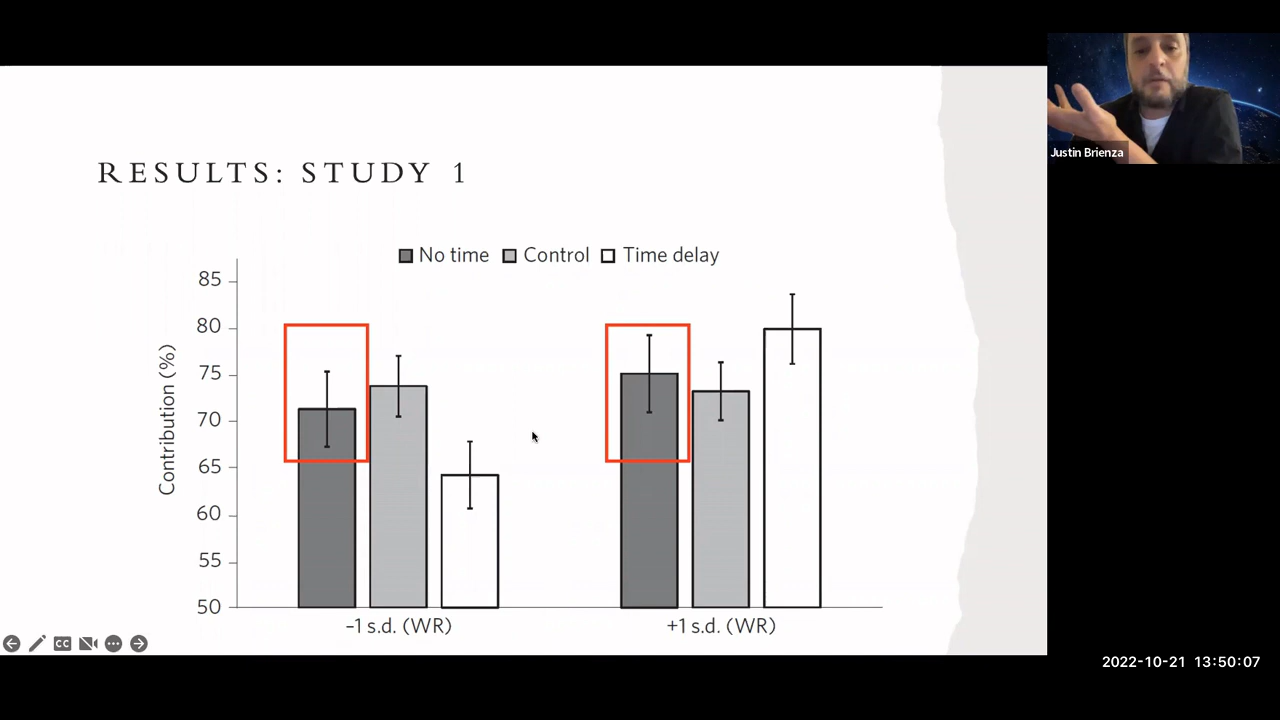 RESULTS: STUDY 1
No time Control Time delay
85
80
75
70
65
60
55
50
Contribution (%)
–1 s.d. (WR)
+1 s.d. (WR)
CC
Justin Brienza
2022-10-21 13:50:07